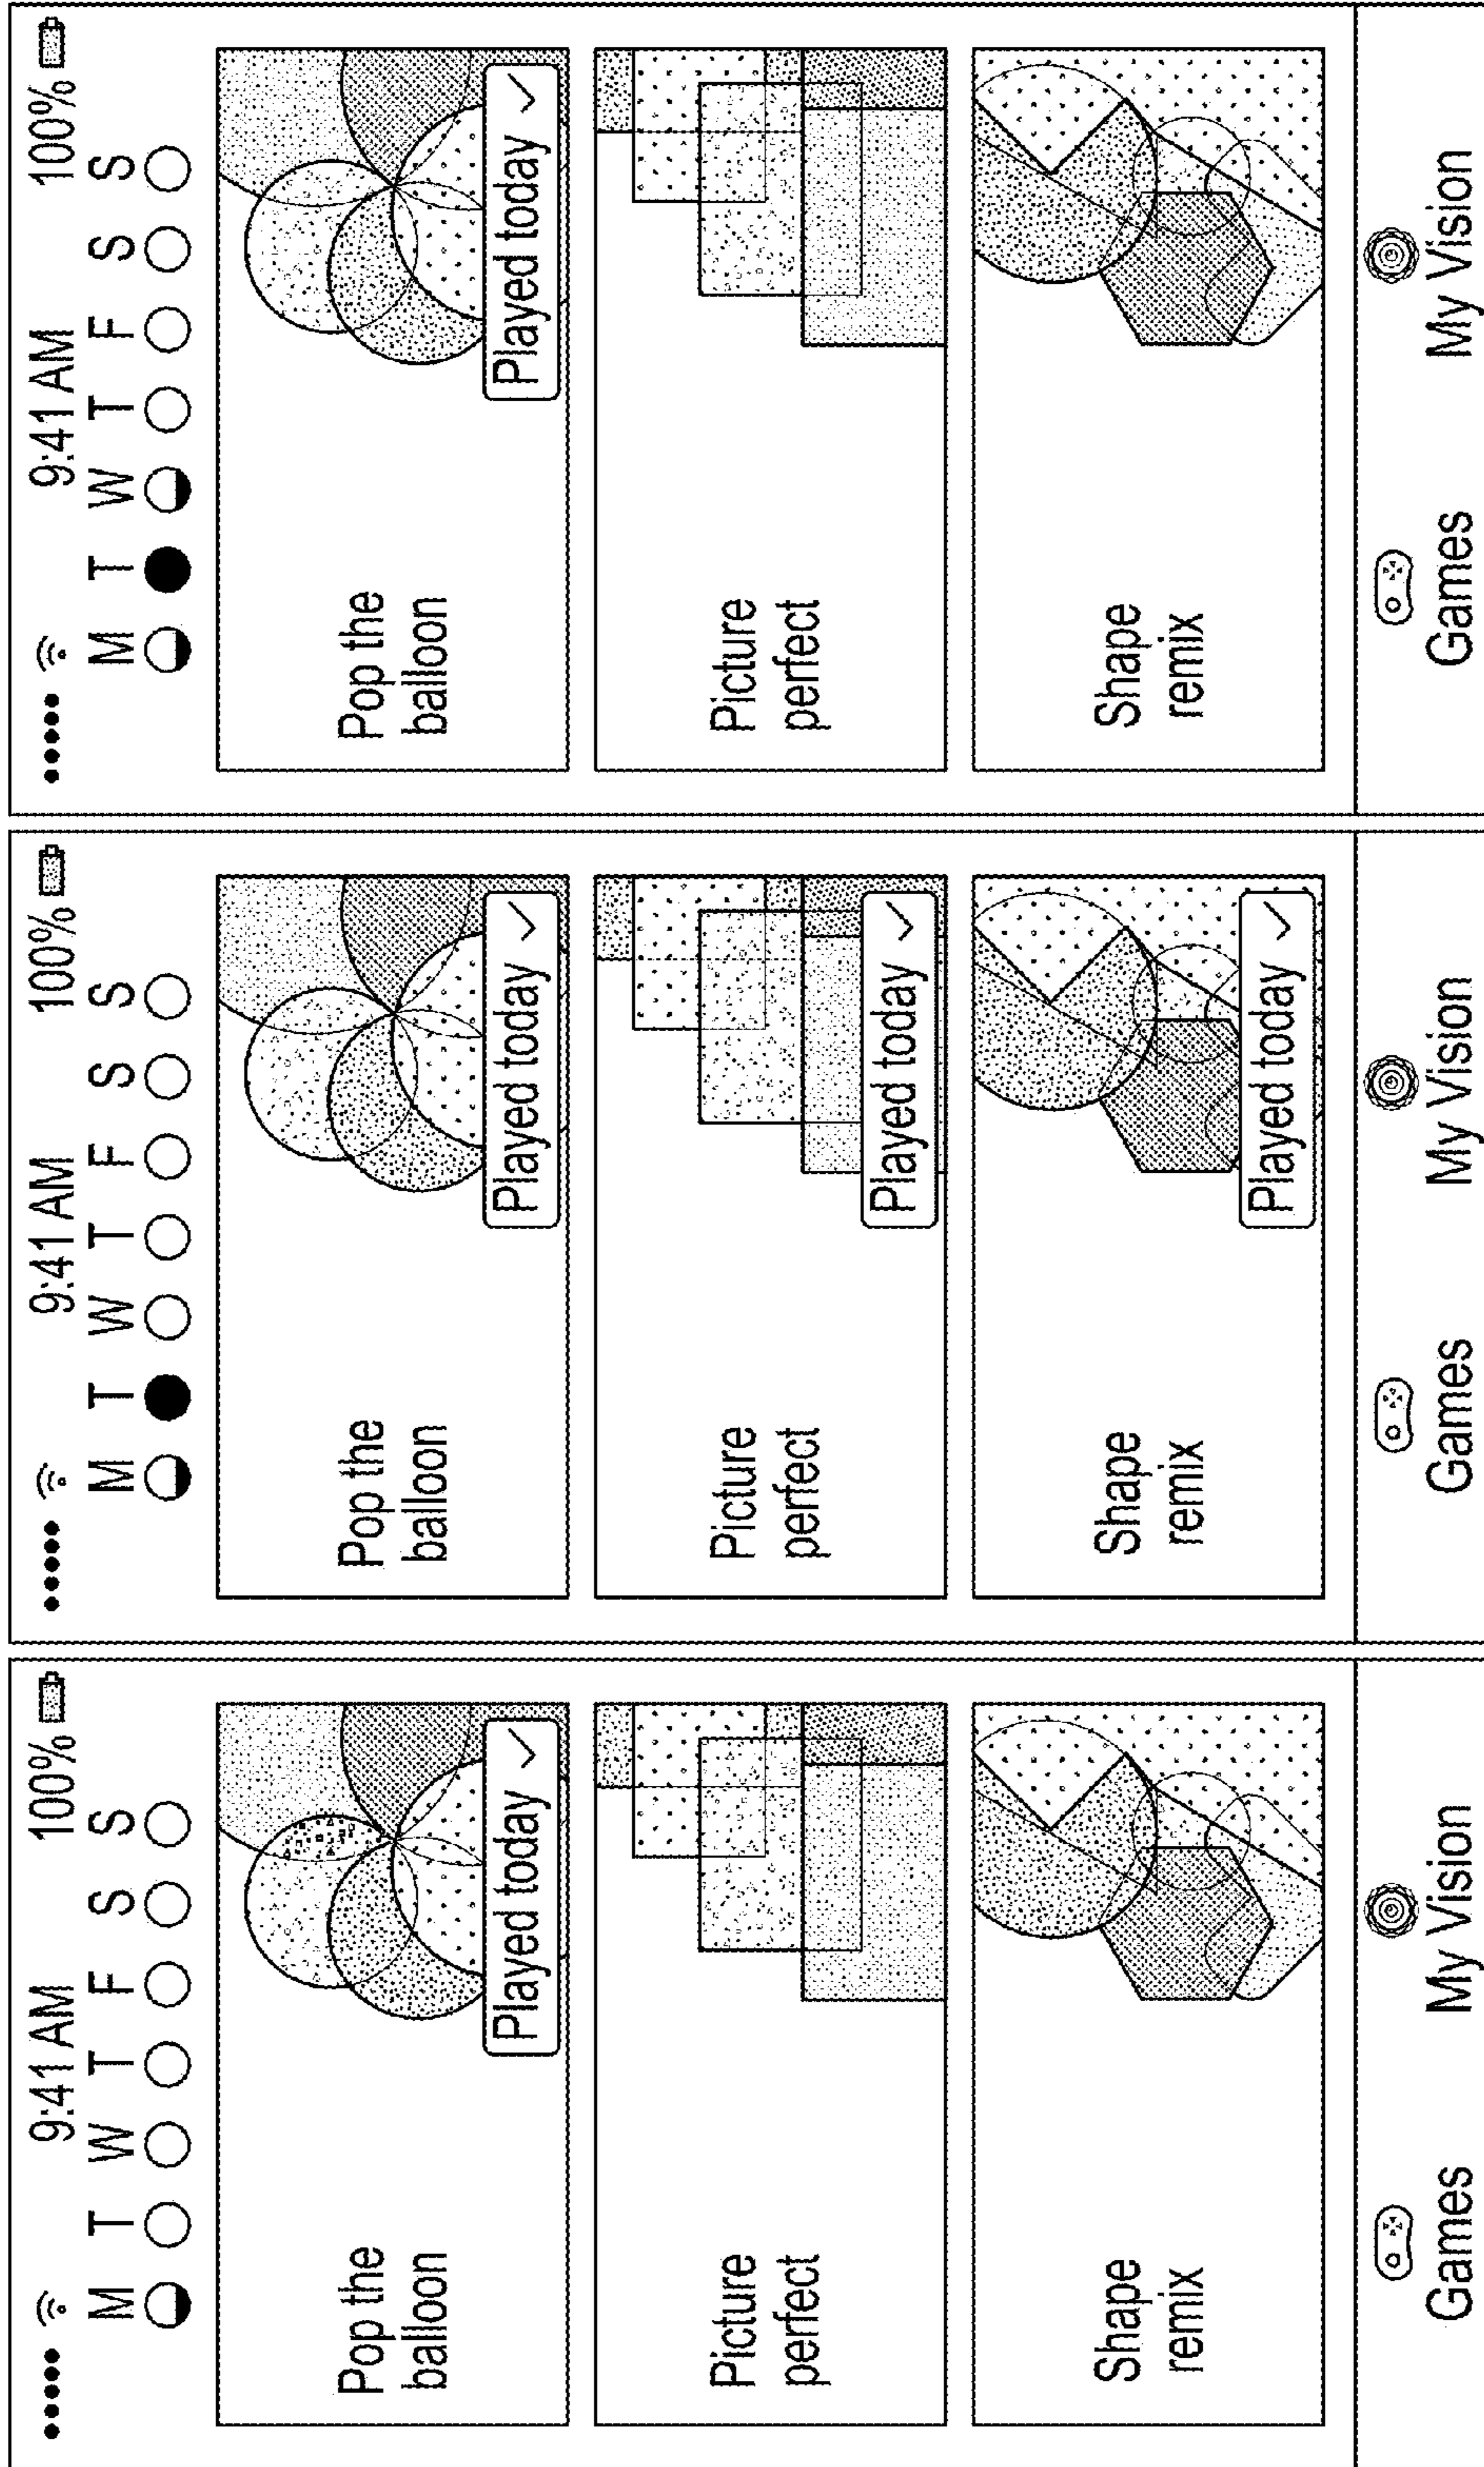 9:41 AM 100%
M T W T F S S
Pop the
balloon
Played today
Picture
perfect
Shape
remix
Games My Vision
9:41 AM 100%
M T W T F S S
Pop the
balloon
Played today
Picture
perfect
Played today
Shape
remix
Played today
Games My Vision
9:41 AM 100%
M T W T F S S
Pop the
balloon
Played today
Picture
perfect
Shape
remix
Games My Vision